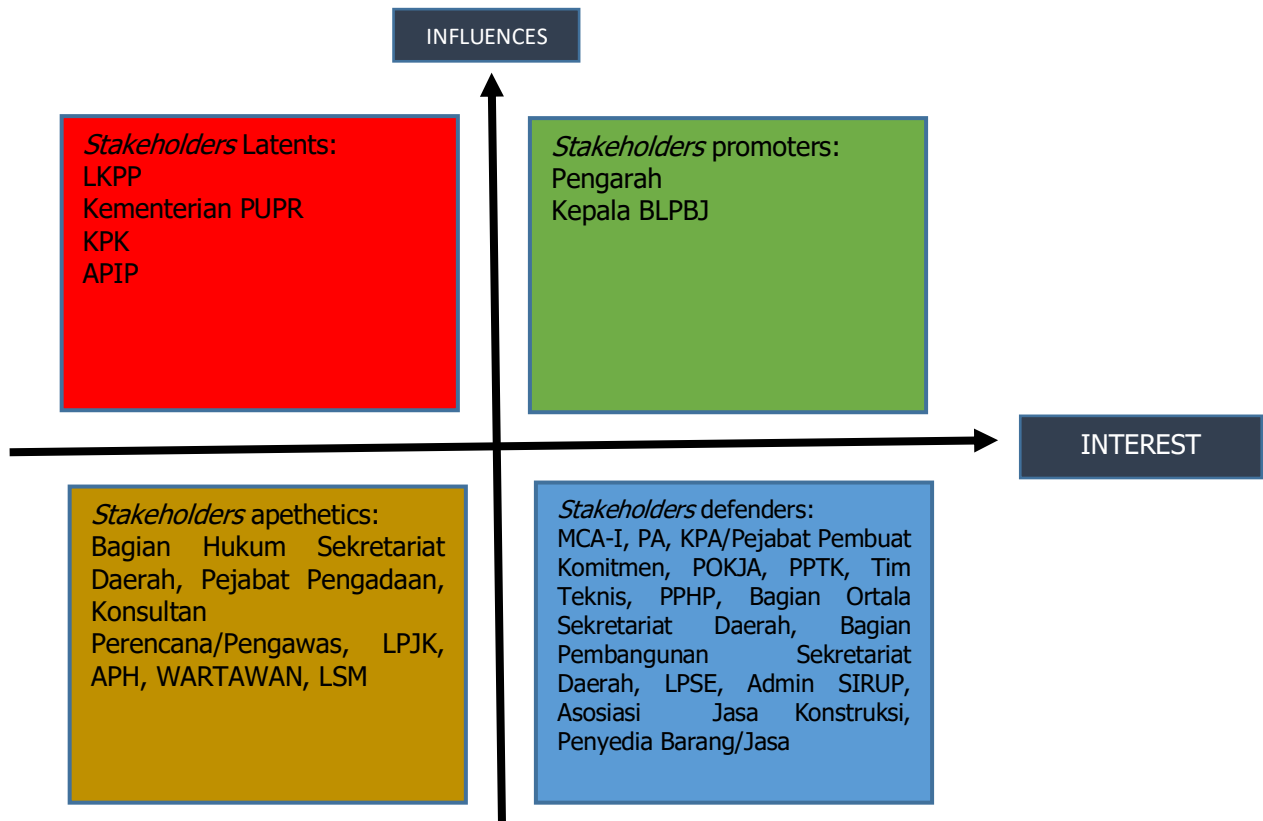 INFLUENCES
Stakeholders Latents:
LKPP
Kementerian PUPR
KPK
APIP
Stakeholders promoters:
Pengarah
Kepala BLPBJ
INTEREST
Stakeholders apethetics:
Bagian Hukum Sekretariat
Daerah, Pejabat Pengadaan,
Konsultan
Perencana/Pengawas, LPJK,
APH, WARTAWAN, LSM
Stakeholders defenders:
MCA-I, PA, KPA/Pejabat Pembuat
Komitmen, POKJA, PPTK, Tim
Teknis, PPHP, Bagian Ortala
Sekretariat Daerah, Bagian
Pembangunan Sekretariat
Daerah, LPSE, Admin SIRUP,
Asosiasi Jasa Konstruksi,
Penyedia Barang/Jasa